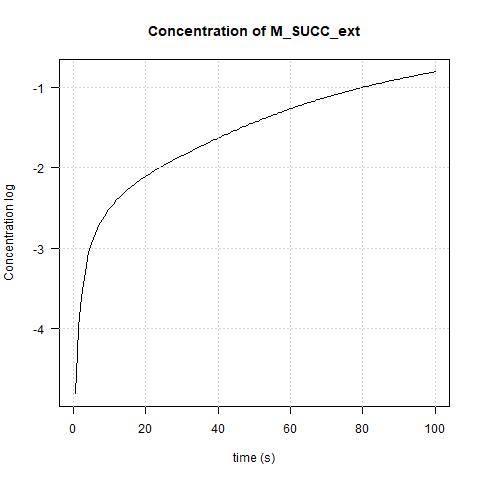 Concentration of M_SUCC_ext
Concentration log
-1
-2
-3
-4
0 20 40 60 80 100
time (s)